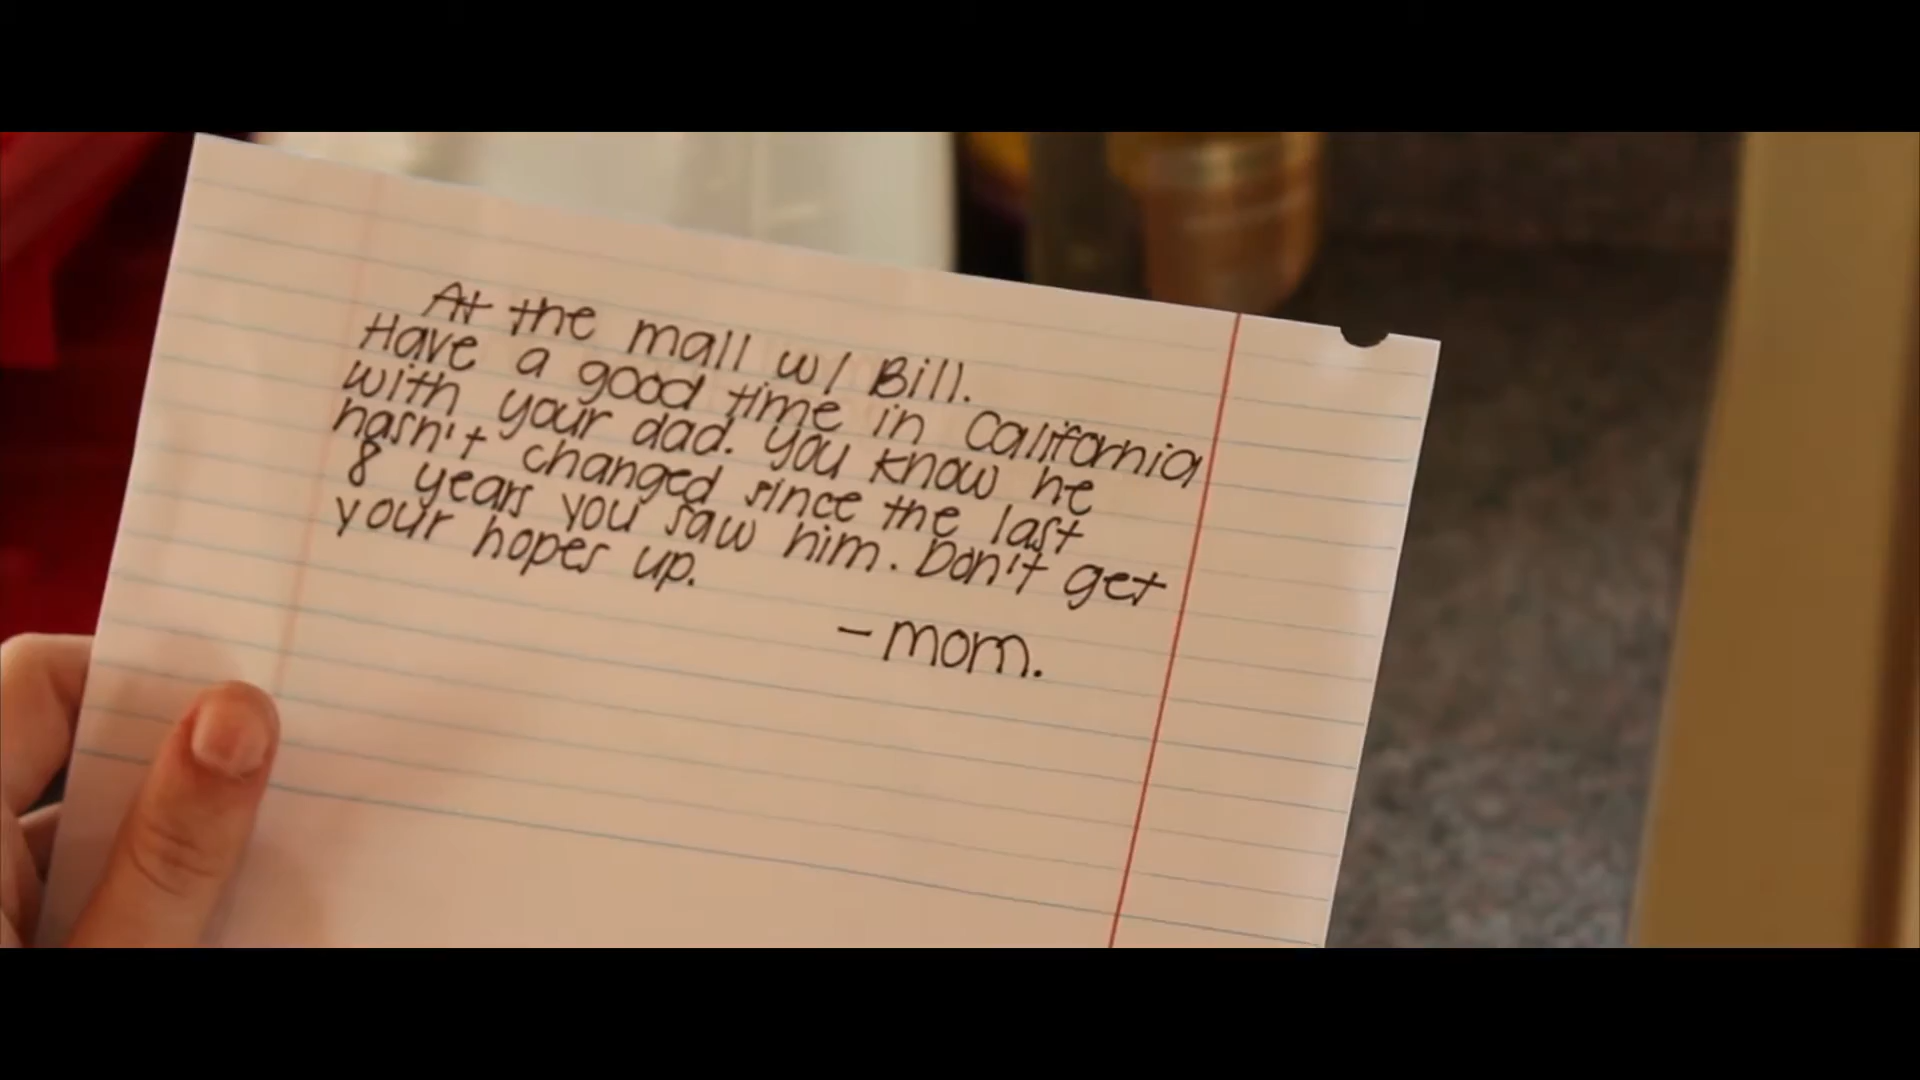 At the mall w/ Bill.
Have a good time in California
with your dad. You know he
hasn't changed since the last
8 years you saw him. Don't get
your hopes up.
- mom.